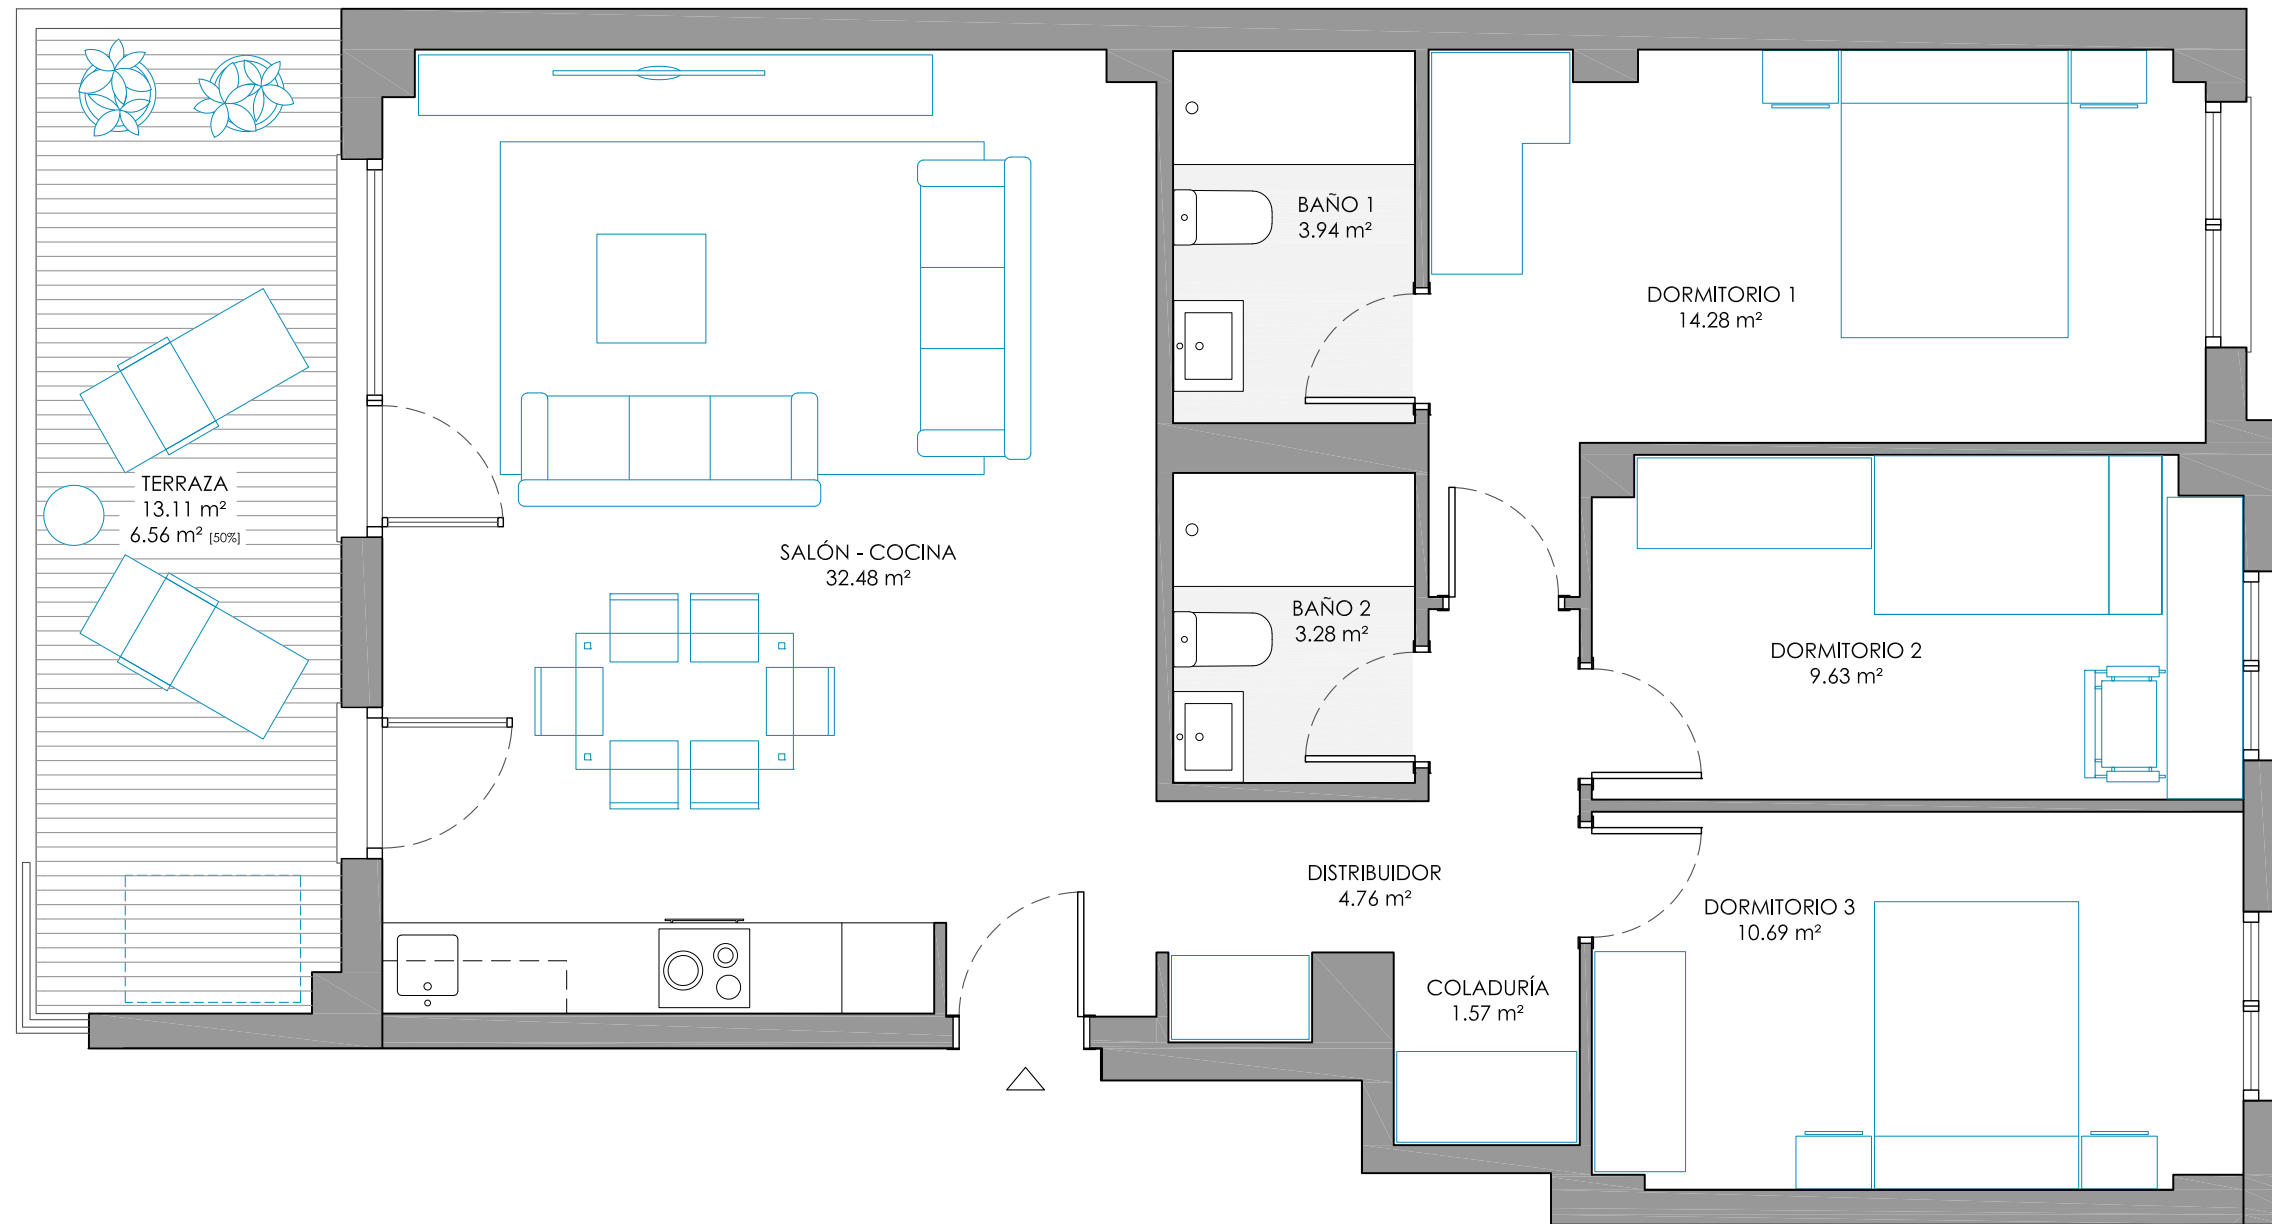 BAÑO 1
3.94 m²
DORMITORIO 1
14.28 m²
TERRAZA
13.11 m²
6.56 m² [50%]
SALÓN - COCINA
32.48 m²
BAÑO 2
3.28 m²
DORMITORIO 2
9.63 m²
DISTRIBUIDOR
4.76 m²
DORMITORIO 3
10.69 m²
COLADURÍA
1.57 m²